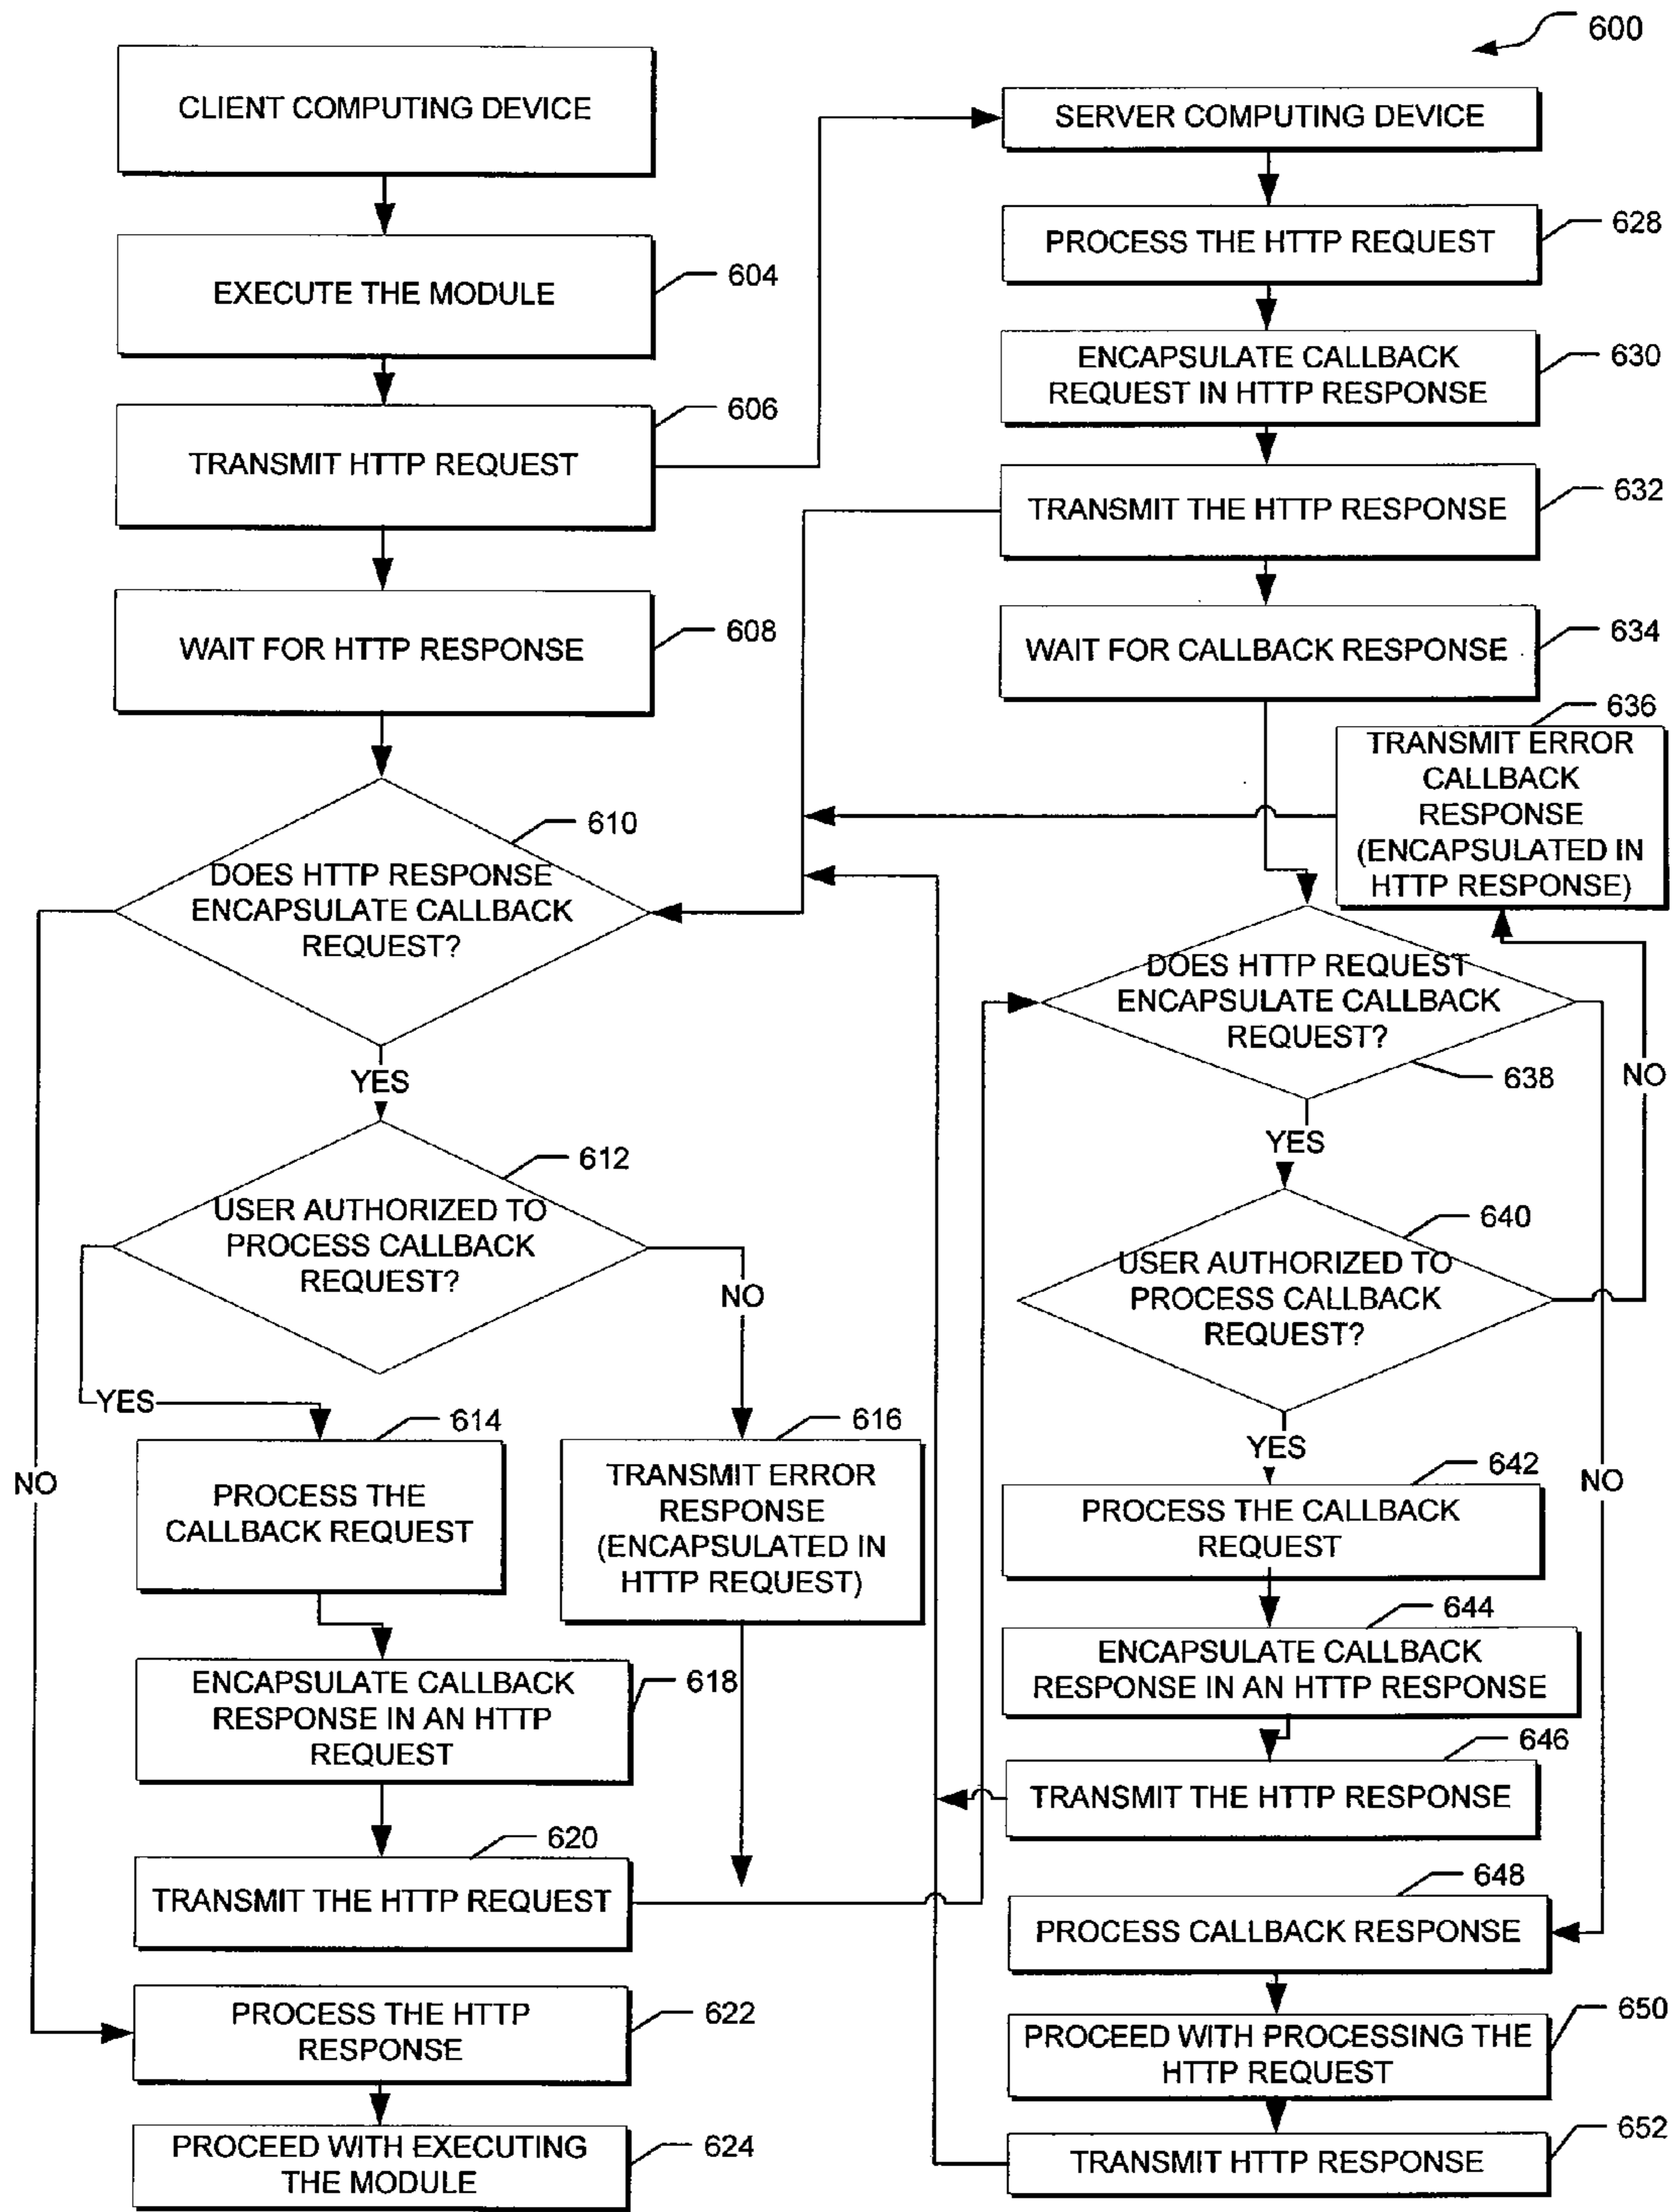 600
CLIENT COMPUTING DEVICE
EXECUTE THE MODULE
604
TRANSMIT HTTP REQUEST
606
WAIT FOR HTTP RESPONSE
608
DOES HTTP RESPONSE
ENCAPSULATE CALLBACK
REQUEST?
610
YES
NO
USER AUTHORIZED TO
PROCESS CALLBACK
REQUEST?
612
YES
NO
PROCESS THE
CALLBACK REQUEST
614
TRANSMIT ERROR
RESPONSE
(ENCAPSULATED IN
HTTP REQUEST)
616
ENCAPSULATE CALLBACK
RESPONSE IN AN HTTP
REQUEST
618
TRANSMIT THE HTTP REQUEST
620
PROCESS THE HTTP
RESPONSE
622
PROCEED WITH EXECUTING
THE MODULE
624
SERVER COMPUTING DEVICE
PROCESS THE HTTP REQUEST
628
ENCAPSULATE CALLBACK
REQUEST IN HTTP RESPONSE
630
TRANSMIT THE HTTP RESPONSE
632
WAIT FOR CALLBACK RESPONSE
634
TRANSMIT ERROR
CALLBACK
RESPONSE
(ENCAPSULATED IN
HTTP RESPONSE)
636
DOES HTTP REQUEST
ENCAPSULATE CALLBACK
REQUEST?
638
YES
NO
USER AUTHORIZED TO
PROCESS CALLBACK
REQUEST?
640
YES
NO
PROCESS THE CALLBACK
REQUEST
642
ENCAPSULATE CALLBACK
RESPONSE IN AN HTTP RESPONSE
644
TRANSMIT THE HTTP RESPONSE
646
PROCESS CALLBACK RESPONSE
648
PROCEED WITH PROCESSING THE
HTTP REQUEST
650
TRANSMIT HTTP RESPONSE
652